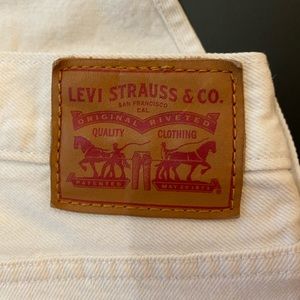 LEVI STRAUSS & CO.
SAN FRANCISCO
CAL.
ORIGINAL RIVETED
QUALITY CLOTHING
PATENTED MAY 20 1873